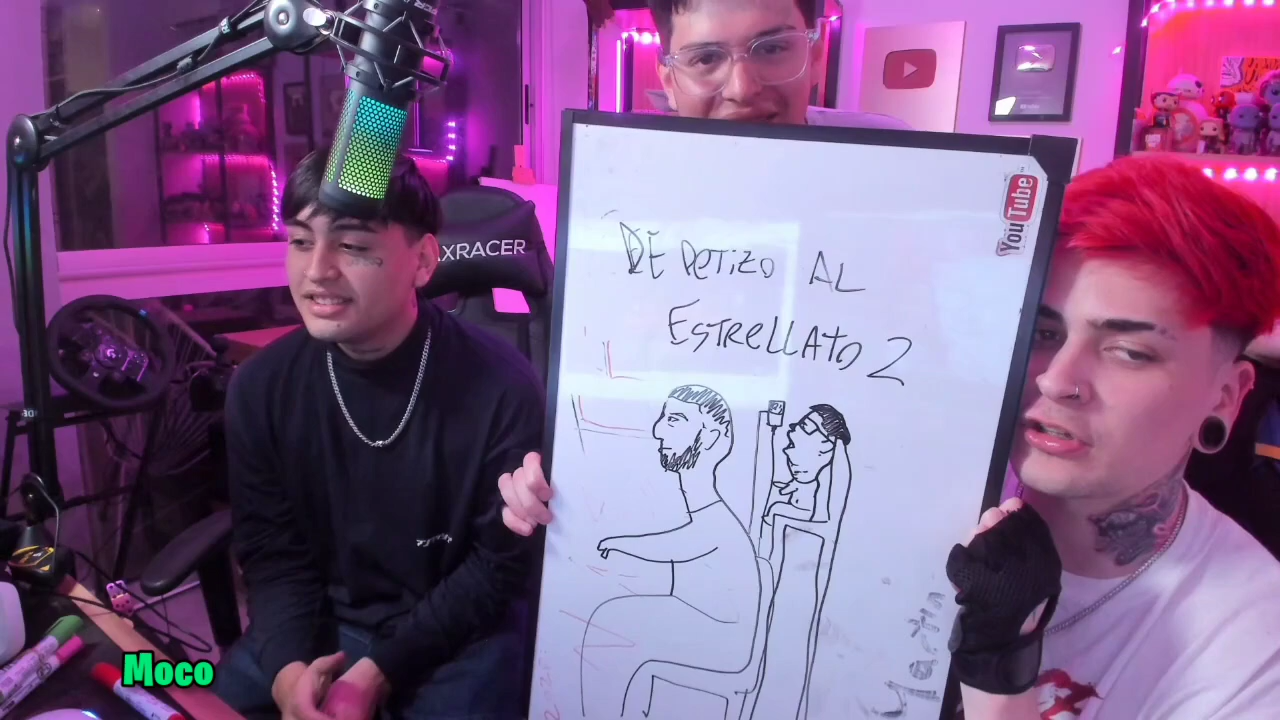 AXRACER
YouTube
DE PETIZO AL
ESTRELLATO 2
Moco